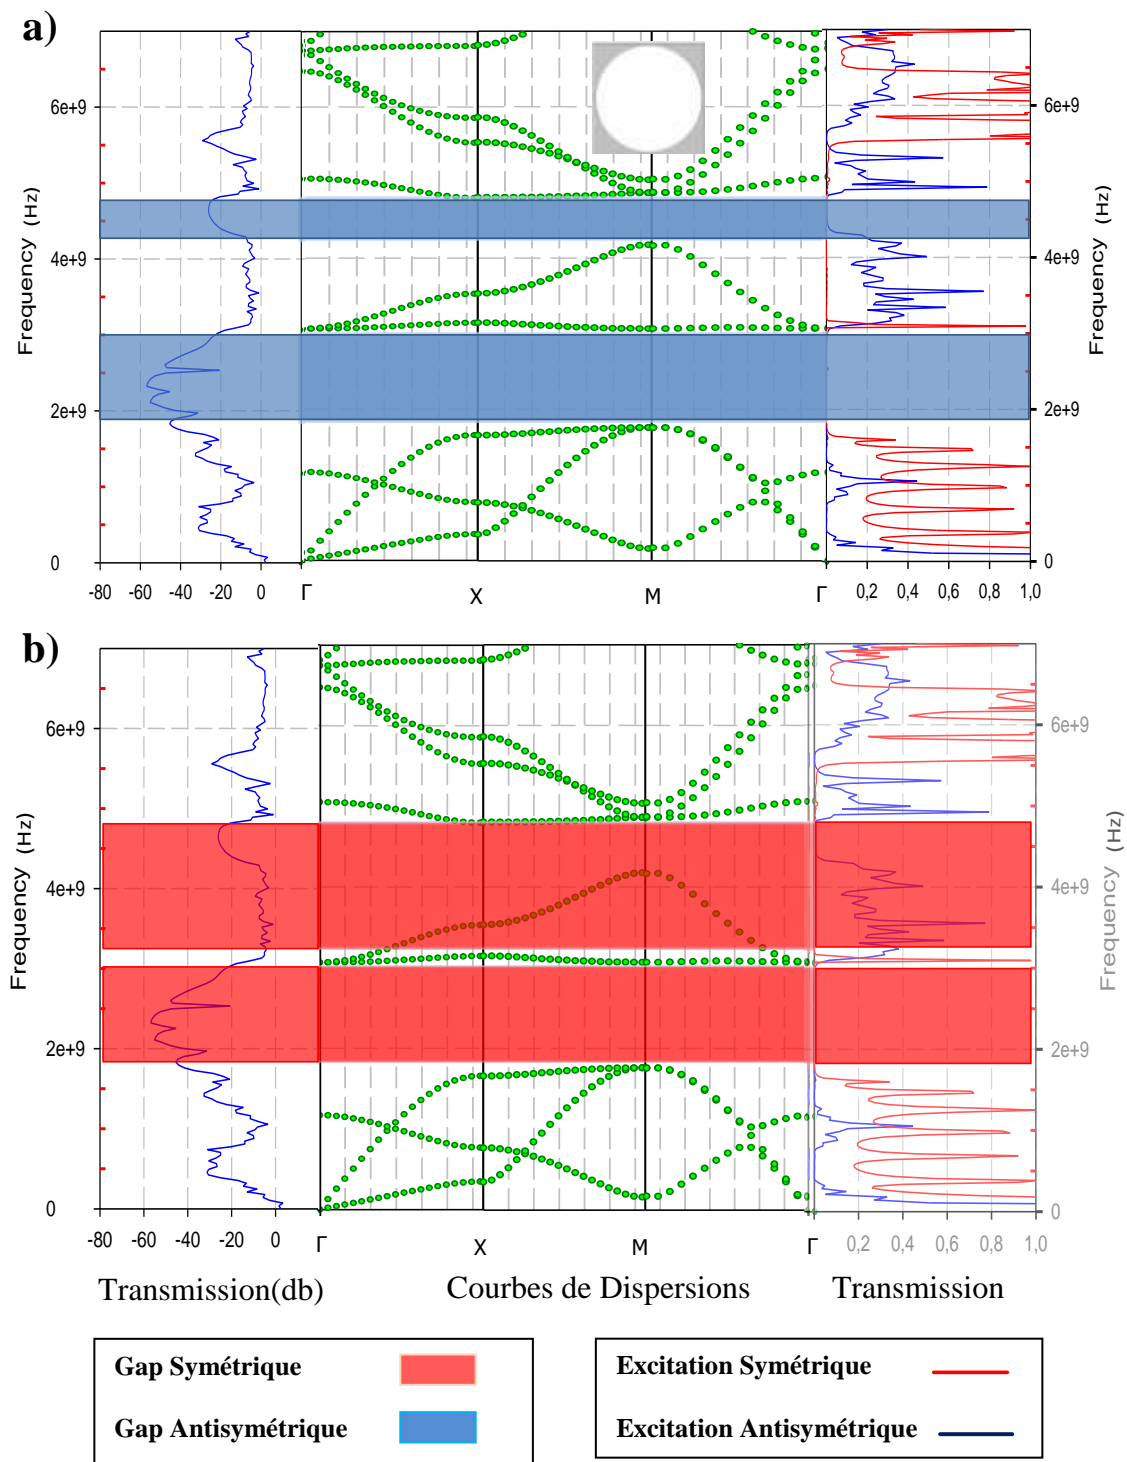 a)
6e+9
4e+9
2e+9
0
Frequency (Hz)
-80 -60 -40 -20 0 Γ X M Γ 0,2 0,4 0,6 0,8 1,0
6e+9
4e+9
2e+9
0
Frequency (Hz)
b)
6e+9
4e+9
2e+9
0
Frequency (Hz)
-80 -60 -40 -20 0 Γ X M Γ 0,2 0,4 0,6 0,8 1,0
6e+9
4e+9
2e+9
0
Frequency (Hz)
Transmission(db) Courbes de Dispersions Transmission
Gap Symétrique
Gap Antisymétrique
Excitation Symétrique
Excitation Antisymétrique